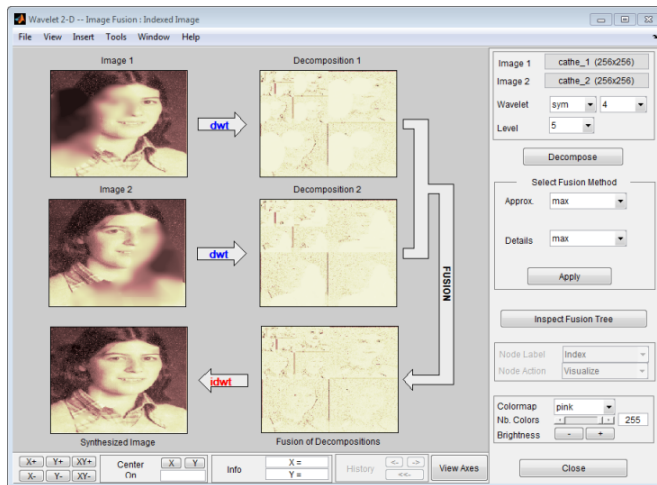 Wavelet 2-D -- Image Fusion : Indexed Image
File View Insert Tools Window Help
Image 1
Decomposition 1
dwt
Image 2
Decomposition 2
dwt
FUSION
idwt
Synthesized Image
Fusion of Decompositions
Image 1 cathe_1 (256x256)
Image 2 cathe_2 (256x256)
Wavelet sym 4
Level 5
Decompose
Select Fusion Method
Approx. max
Details max
Apply
Inspect Fusion Tree
Node Label Index
Node Action Visualize
Colormap pink
Nb. Colors 255
Brightness - +
Close
X+ Y+ XY+
X- Y- XY-
Center On X Y
Info X =
Y =
History <- ->
<<-
View Axes